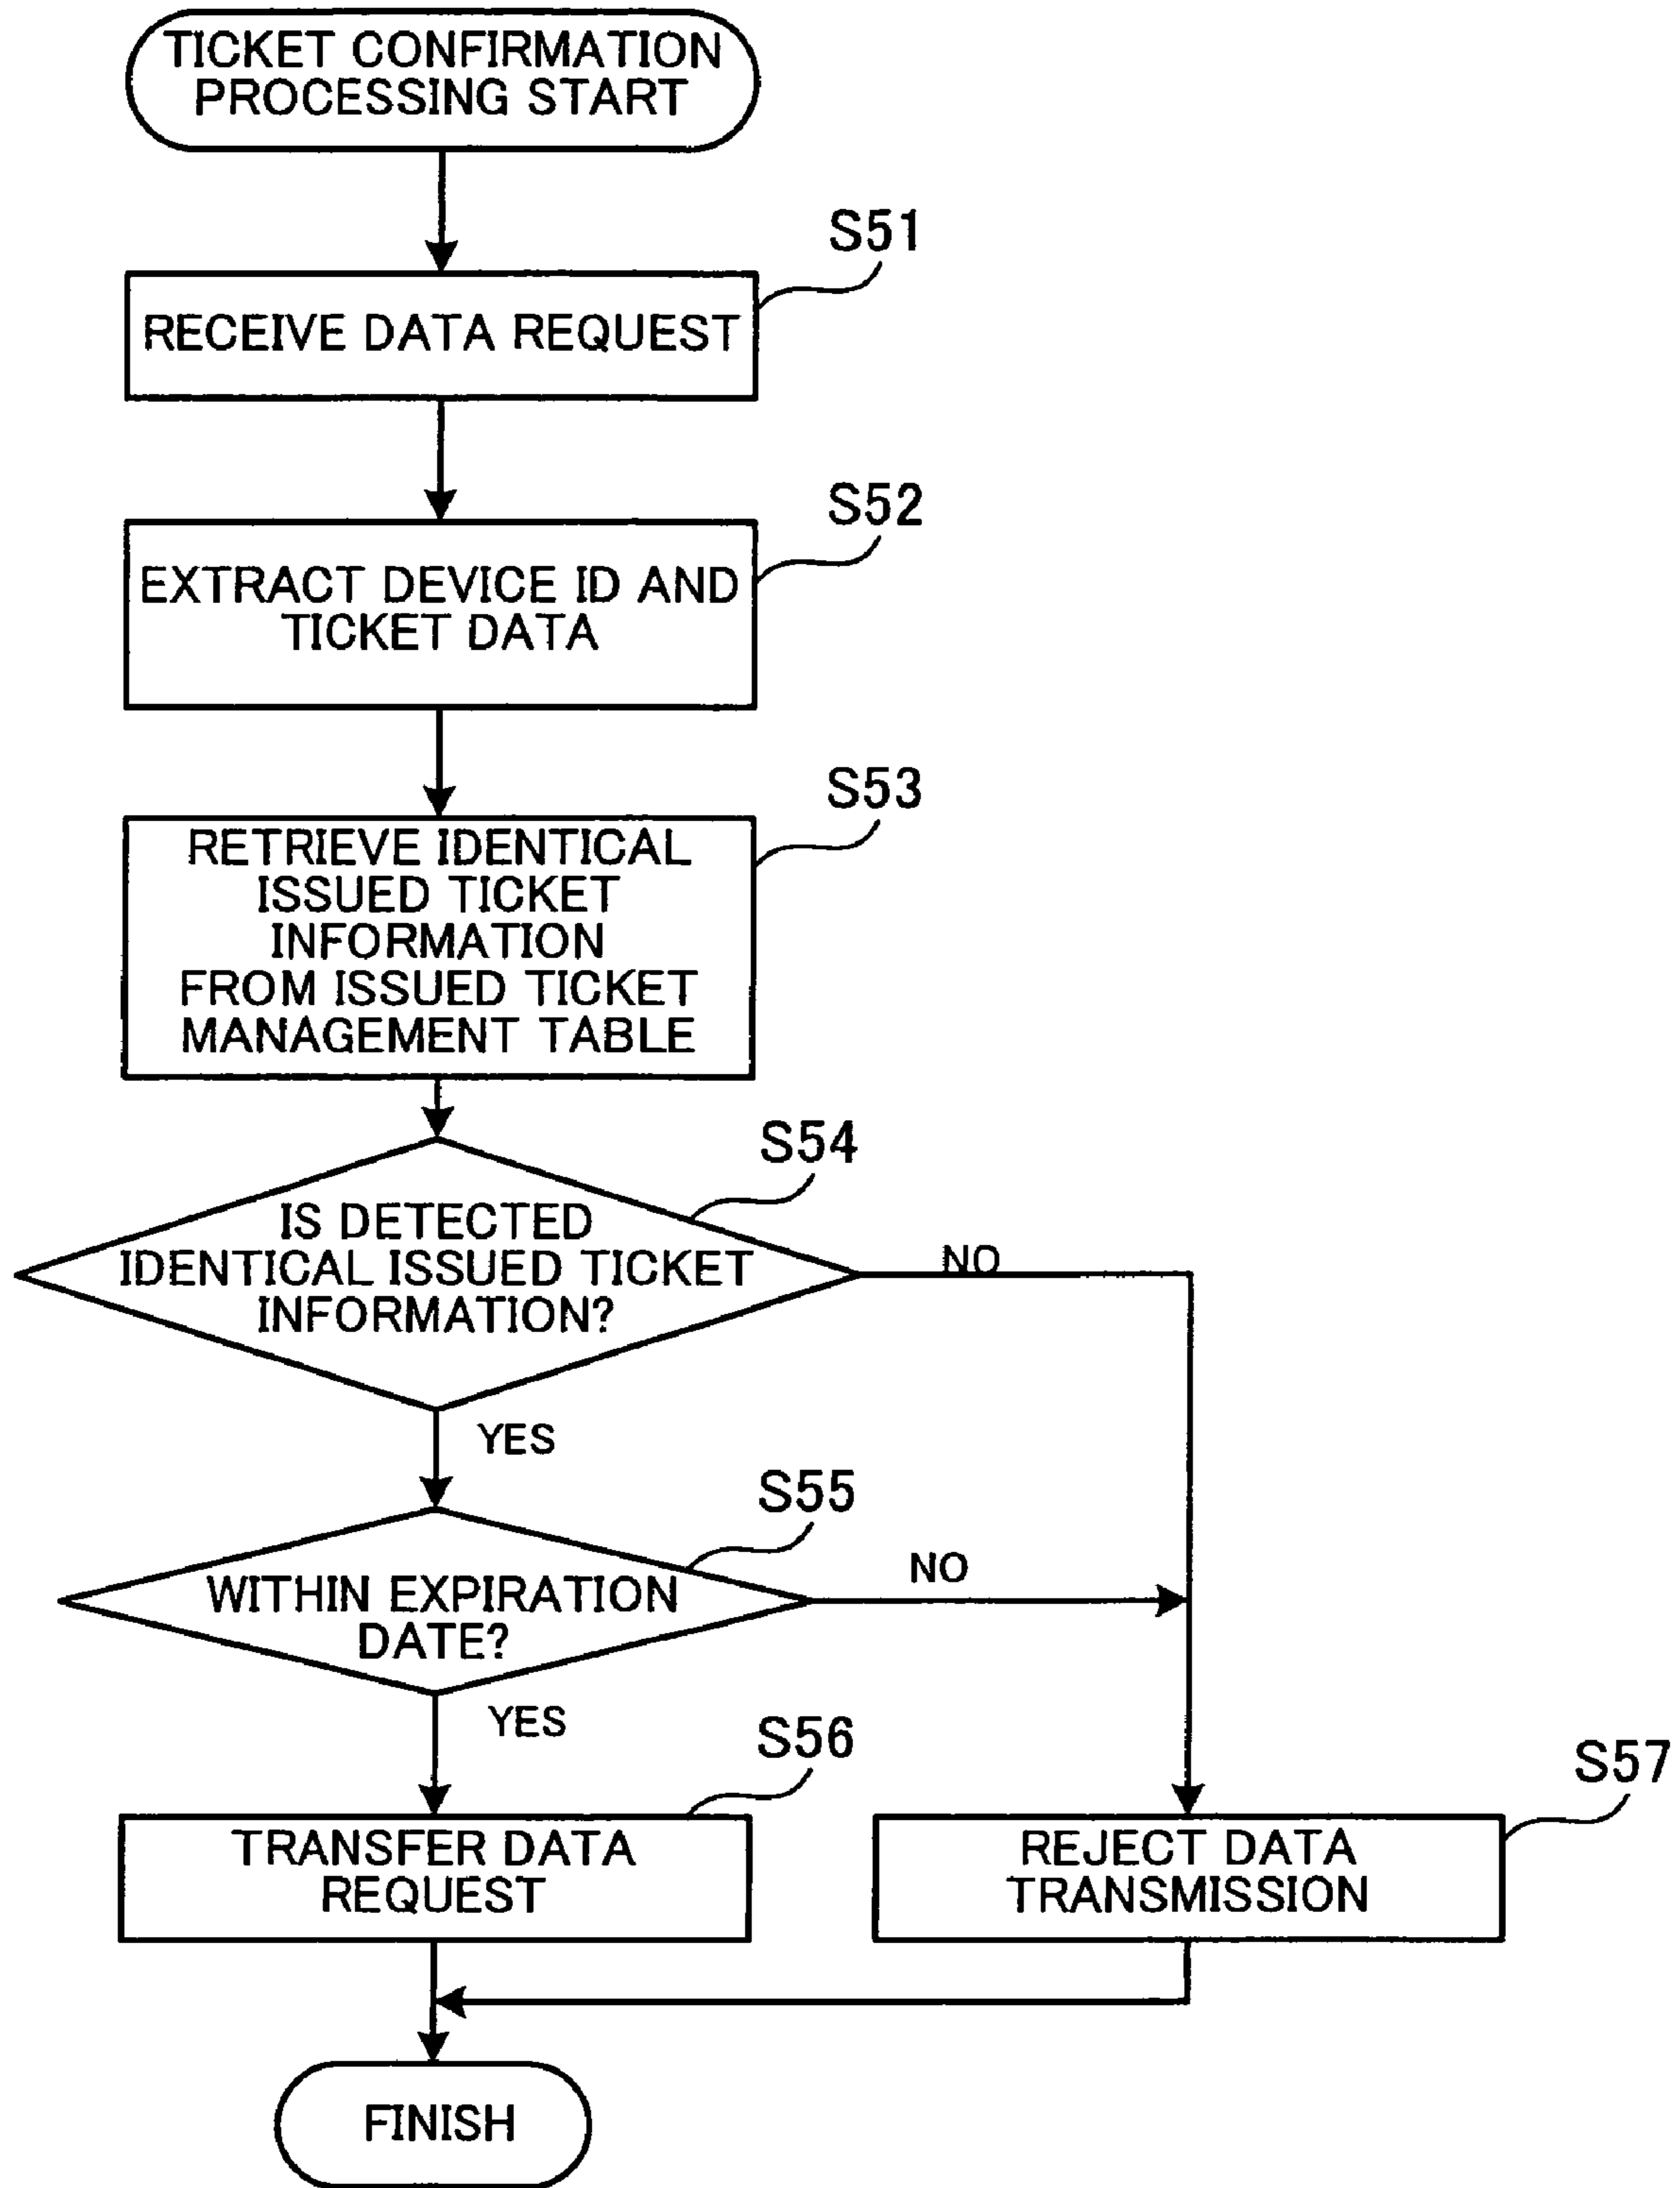 TICKET CONFIRMATION
PROCESSING START
S51
RECEIVE DATA REQUEST
S52
EXTRACT DEVICE ID AND
TICKET DATA
S53
RETRIEVE IDENTICAL
ISSUED TICKET
INFORMATION
FROM ISSUED TICKET
MANAGEMENT TABLE
S54
IS DETECTED
IDENTICAL ISSUED TICKET
INFORMATION?
NO
YES
S55
WITHIN EXPIRATION
DATE?
NO
YES
S56
TRANSFER DATA
REQUEST
S57
REJECT DATA
TRANSMISSION
FINISH